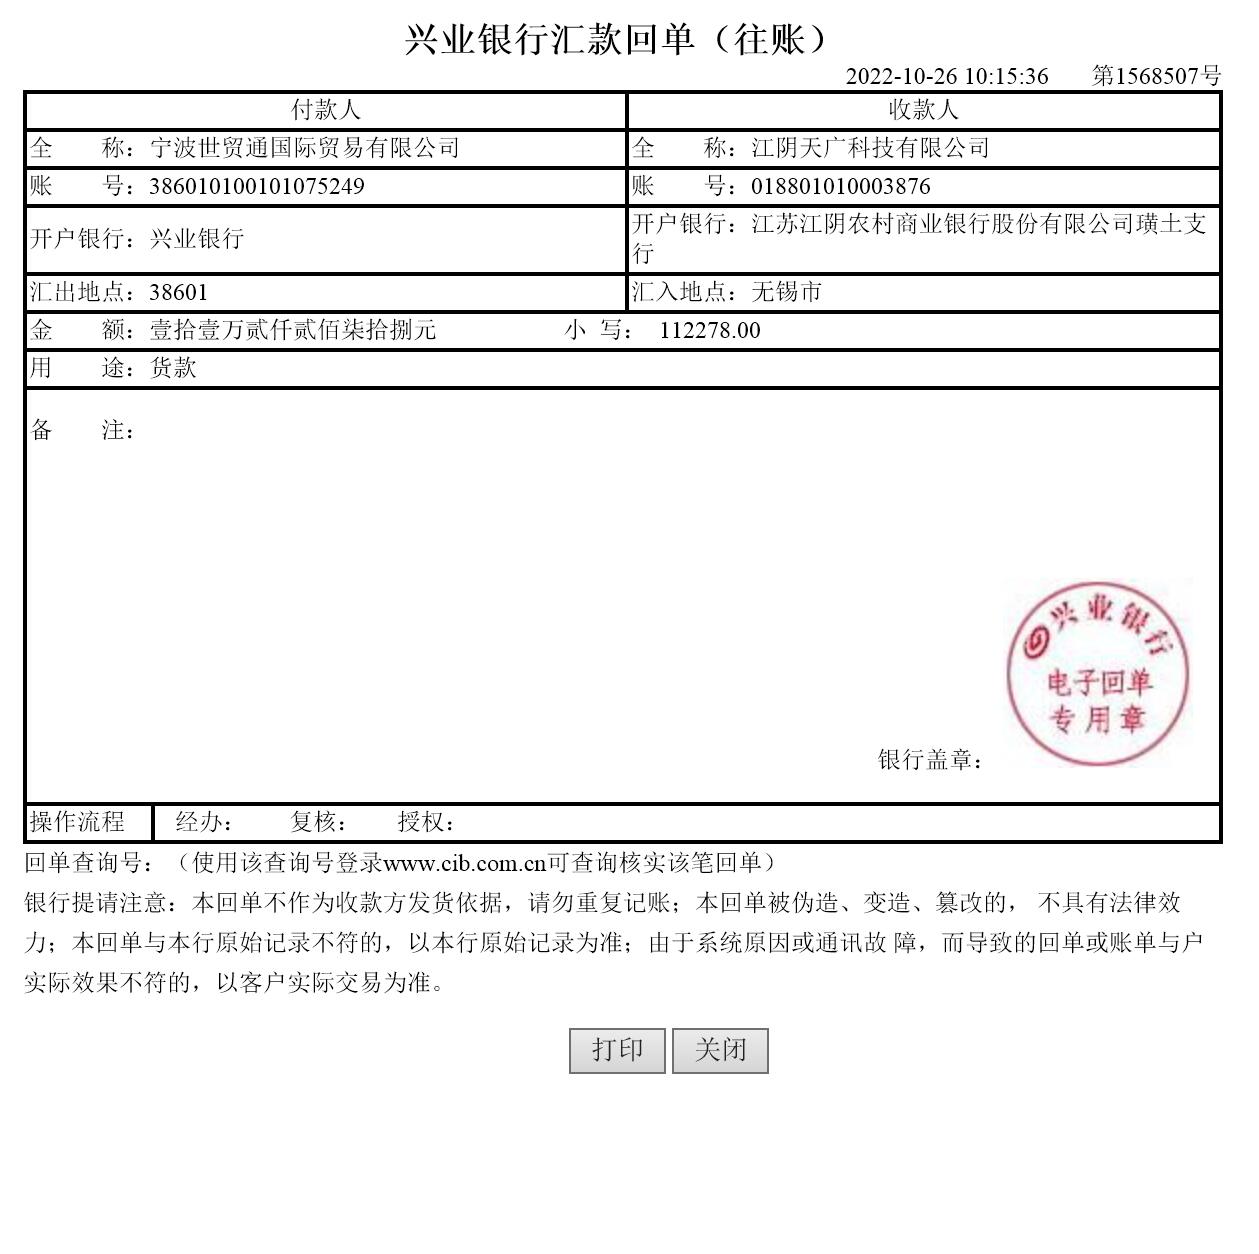 兴业银行汇款回单（往账）
2022-10-26 10:15:36 第1568507号
付款人 收款人
全 称：宁波世贸通国际贸易有限公司 全 称：江阴天广科技有限公司
账 号：386010100101075249 账 号：018801010003876
开户银行：兴业银行 开户银行：江苏江阴农村商业银行股份有限公司璜土支
行
汇出地点：38601 汇入地点：无锡市
金 额：壹拾壹万贰仟贰佰柒拾捌元 小 写： 112278.00
用 途：货款
备 注：
兴业银行
电子回单
专用章
银行盖章：
操作流程 经办： 复核： 授权：
回单查询号：（使用该查询号登录www.cib.com.cn可查询核实该笔回单）
银行提请注意：本回单不作为收款方发货依据，请勿重复记账；本回单被伪造、变造、篡改的， 不具有法律效
力；本回单与本行原始记录不符的，以本行原始记录为准；由于系统原因或通讯故 障，而导致的回单或账单与户
实际效果不符的，以客户实际交易为准。
打印 关闭